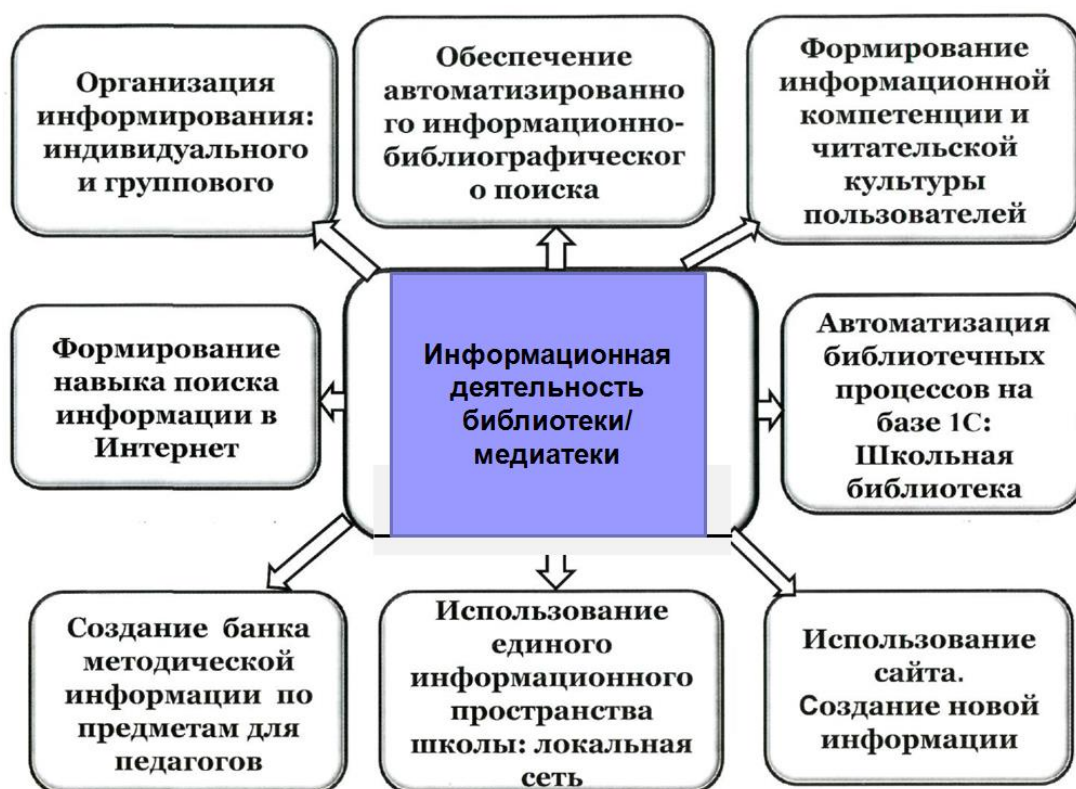 Организация
информирования:
индивидуального
и группового
Обеспечение
автоматизированно
го информационно-
библиографическог
о поиска
Формирование
информационной
компетенции и
читательской
культуры
пользователей
Формирование
навыка поиска
информации в
Интернет
Информационная
деятельность
библиотеки/
медиатеки
Автоматизация
библиотечных
процессов на
базе 1С:
Школьная
библиотека
Создание банка
методической
информации по
предметам для
педагогов
Использование
единого
информационного
пространства
школы: локальная
сеть
Использование
сайта.
Создание новой
информации